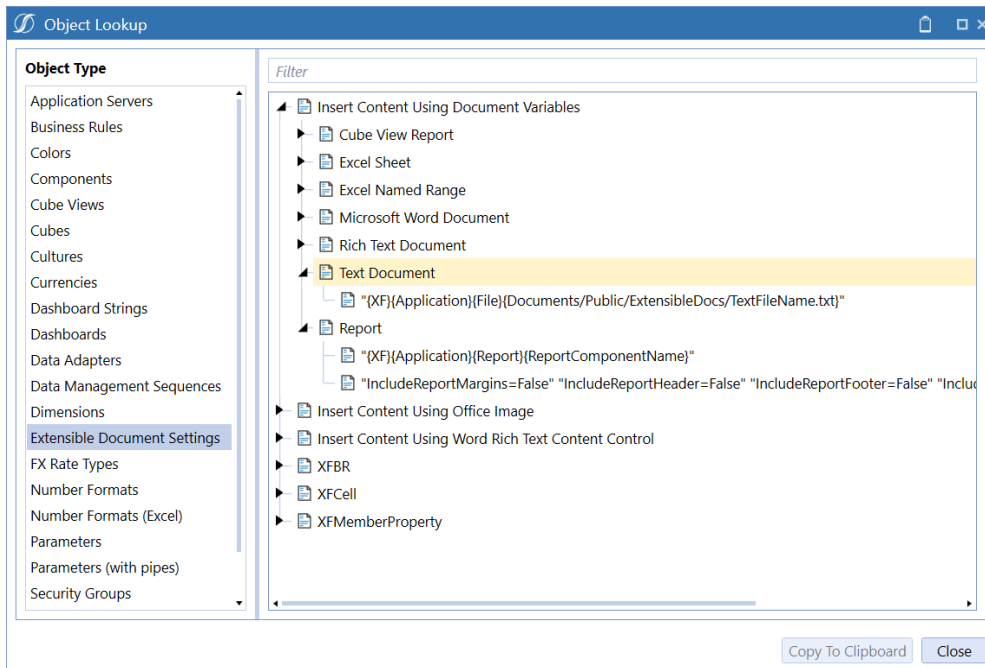 Object Lookup
Object Type
Application Servers
Business Rules
Colors
Components
Cube Views
Cubes
Cultures
Currencies
Dashboard Strings
Dashboards
Data Adapters
Data Management Sequences
Dimensions
Extensible Document Settings
FX Rate Types
Number Formats
Number Formats (Excel)
Parameters
Parameters (with pipes)
Security Groups
Filter
Insert Content Using Document Variables
Cube View Report
Excel Sheet
Excel Named Range
Microsoft Word Document
Rich Text Document
Text Document
"{XF}{Application}{File}{Documents/Public/ExtensibleDocs/TextFileName.txt}"
Report
"{XF}{Application}{Report}{ReportComponentName}"
"IncludeReportMargins=False" "IncludeReportHeader=False" "IncludeReportFooter=False" "Includ
Insert Content Using Office Image
Insert Content Using Word Rich Text Content Control
XFBR
XFCell
XFMemberProperty
Copy To Clipboard
Close